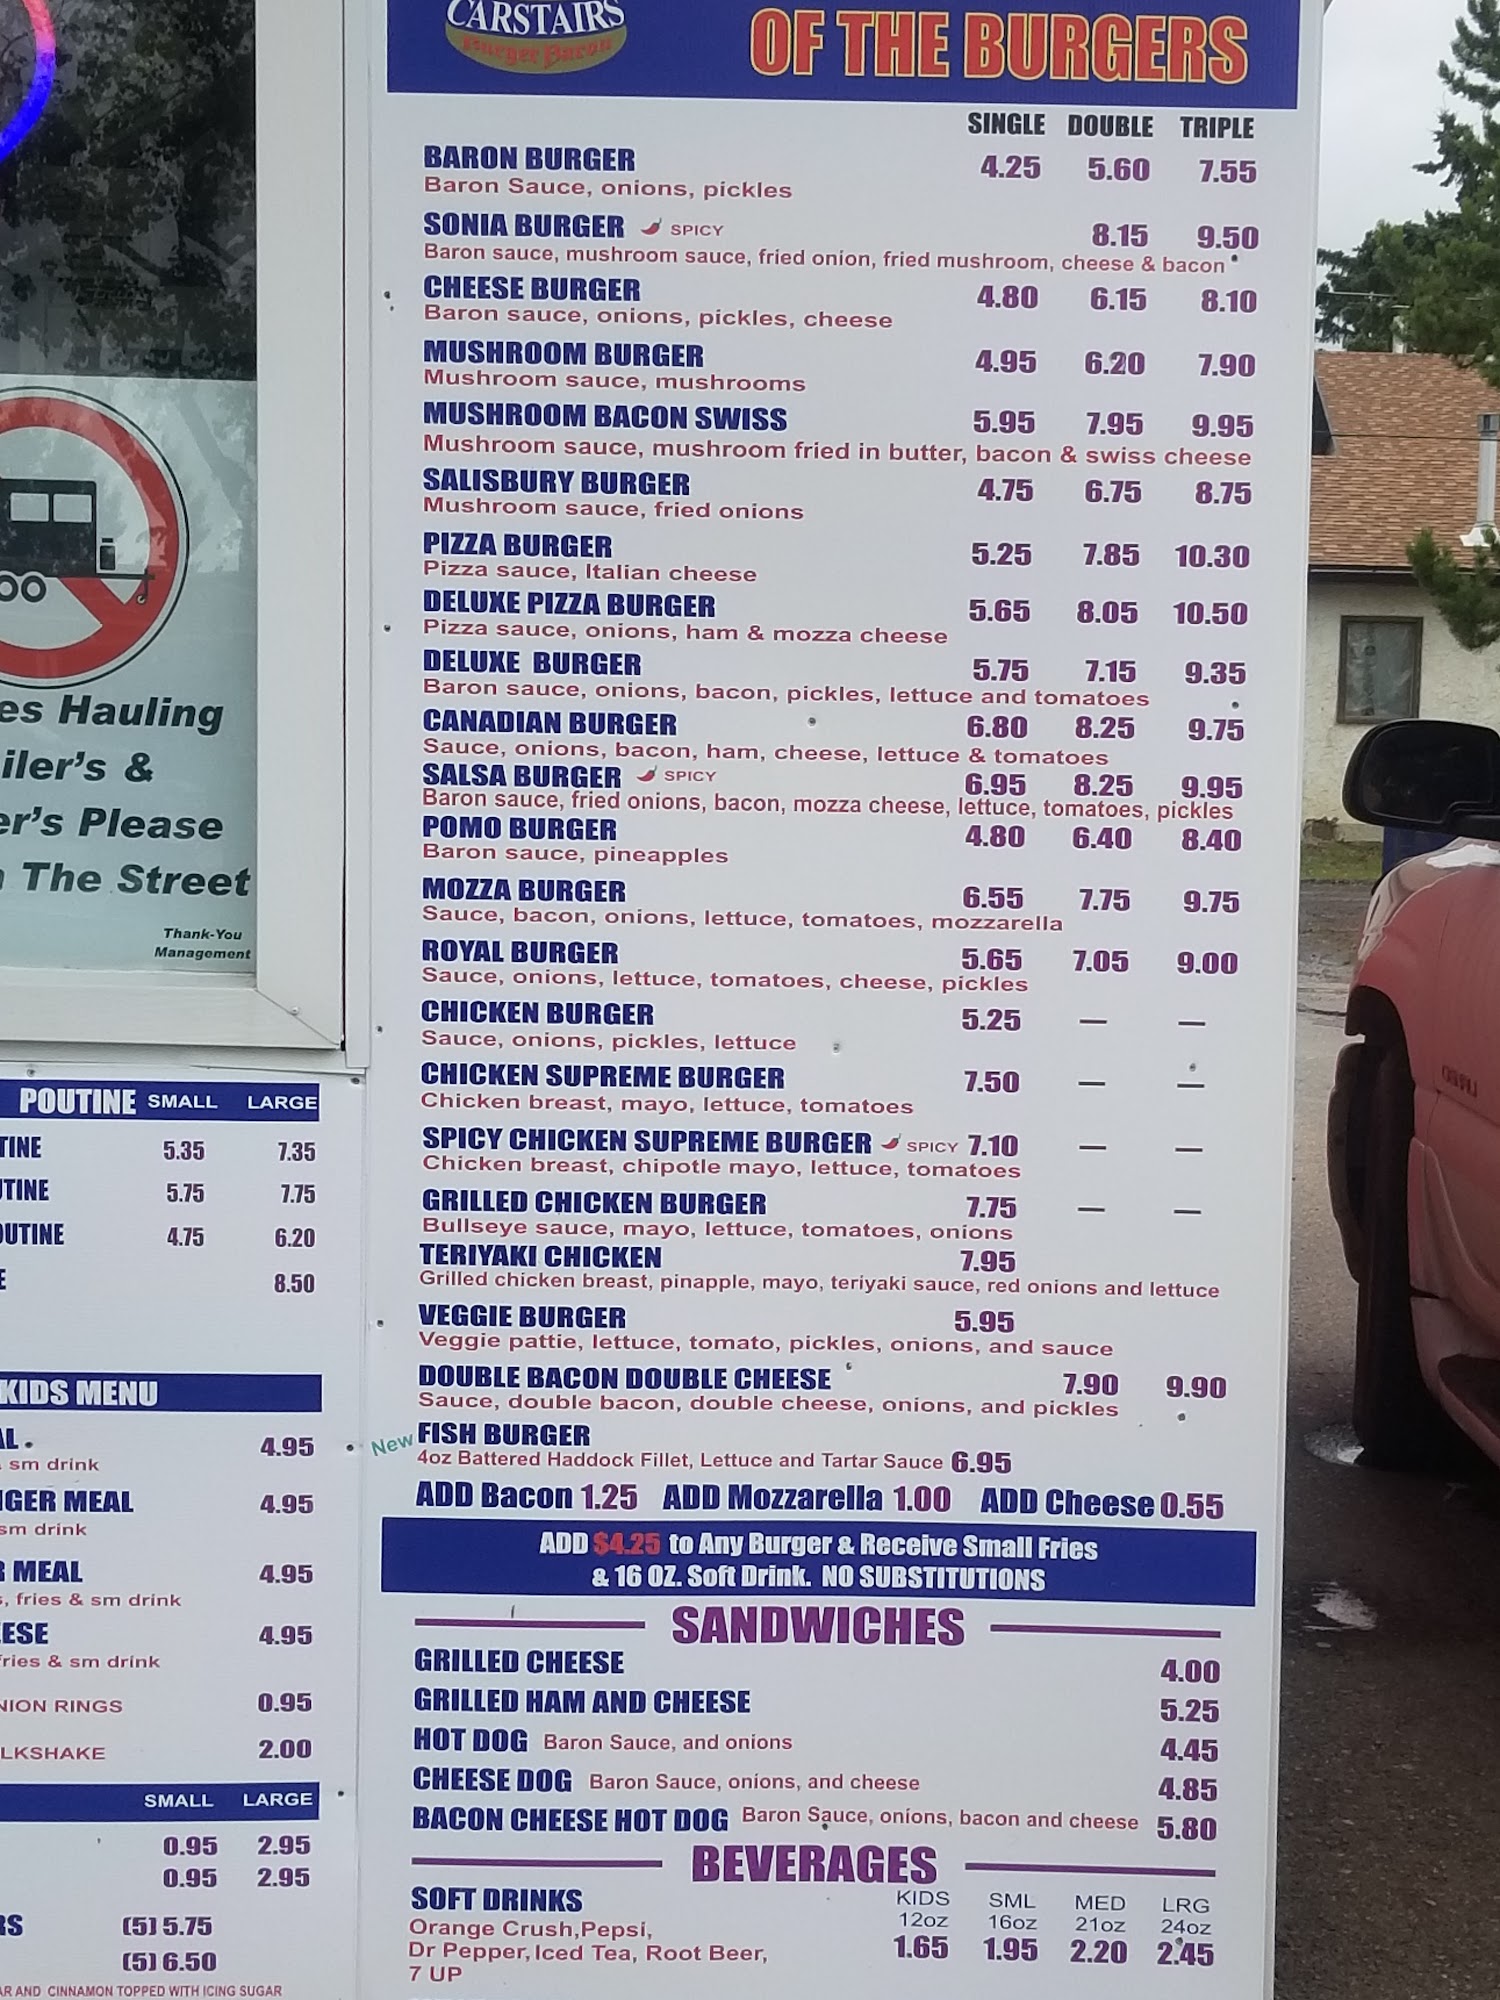 CARSTAIRS
Burger Baron
OF THE BURGERS
SINGLE DOUBLE TRIPLE
BARON BURGER 4.25 5.60 7.55
Baron Sauce, onions, pickles
SONIA BURGER SPICY 8.15 9.50
Baron sauce, mushroom sauce, fried onion, fried mushroom, cheese & bacon
CHEESE BURGER 4.80 6.15 8.10
Baron sauce, onions, pickles, cheese
MUSHROOM BURGER 4.95 6.20 7.90
Mushroom sauce, mushrooms
MUSHROOM BACON SWISS 5.95 7.95 9.95
Mushroom sauce, mushroom fried in butter, bacon & swiss cheese
SALISBURY BURGER 4.75 6.75 8.75
Mushroom sauce, fried onions
PIZZA BURGER 5.25 7.85 10.30
Pizza sauce, Italian cheese
DELUXE PIZZA BURGER 5.65 8.05 10.50
Pizza sauce, onions, ham & mozza cheese
DELUXE BURGER 5.75 7.15 9.35
Baron sauce, onions, bacon, pickles, lettuce and tomatoes
CANADIAN BURGER 6.80 8.25 9.75
Sauce, onions, bacon, ham, cheese, lettuce & tomatoes
SALSA BURGER SPICY 6.95 8.25 9.95
Baron sauce, fried onions, bacon, mozza cheese, lettuce, tomatoes, pickles
POMO BURGER 4.80 6.40 8.40
Baron sauce, pineapples
MOZZA BURGER 6.55 7.75 9.75
Sauce, bacon, onions, lettuce, tomatoes, mozzarella
ROYAL BURGER 5.65 7.05 9.00
Sauce, onions, lettuce, tomatoes, cheese, pickles
CHICKEN BURGER 5.25 — —
Sauce, onions, pickles, lettuce
CHICKEN SUPREME BURGER 7.50 — —
Chicken breast, mayo, lettuce, tomatoes
SPICY CHICKEN SUPREME BURGER SPICY 7.10 — —
Chicken breast, chipotle mayo, lettuce, tomatoes
GRILLED CHICKEN BURGER 7.75 — —
Bullseye sauce, mayo, lettuce, tomatoes, onions
TERIYAKI CHICKEN 7.95
Grilled chicken breast, pinapple, mayo, teriyaki sauce, red onions and lettuce
VEGGIE BURGER 5.95
Veggie pattie, lettuce, tomato, pickles, onions, and sauce
DOUBLE BACON DOUBLE CHEESE 7.90 9.90
Sauce, double bacon, double cheese, onions, and pickles
New FISH BURGER
4oz Battered Haddock Fillet, Lettuce and Tartar Sauce 6.95
ADD Bacon 1.25 ADD Mozzarella 1.00 ADD Cheese 0.55
ADD $4.25 to Any Burger & Receive Small Fries
& 16 OZ. Soft Drink. NO SUBSTITUTIONS
SANDWICHES
GRILLED CHEESE 4.00
GRILLED HAM AND CHEESE 5.25
HOT DOG Baron Sauce, and onions 4.45
CHEESE DOG Baron Sauce, onions, and cheese 4.85
BACON CHEESE HOT DOG Baron Sauce, onions, bacon and cheese 5.80
BEVERAGES
SOFT DRINKS KIDS SML MED LRG
12oz 16oz 21oz 24oz
Orange Crush,Pepsi, 1.65 1.95 2.20 2.45
Dr Pepper, Iced Tea, Root Beer,
7 UP
es Hauling
iler's &
er's Please
The Street
Thank-You
Management
POUTINE SMALL LARGE
TINE 5.35 7.35
UTINE 5.75 7.75
OUTINE 4.75 6.20
E 8.50
KIDS MENU
AL 4.95
sm drink
GER MEAL 4.95
sm drink
R MEAL 4.95
, fries & sm drink
ESE 4.95
fries & sm drink
NION RINGS 0.95
LKSHAKE 2.00
SMALL LARGE
0.95 2.95
0.95 2.95
RS (5) 5.75
(5) 6.50
AR AND CINNAMON TOPPED WITH ICING SUGAR